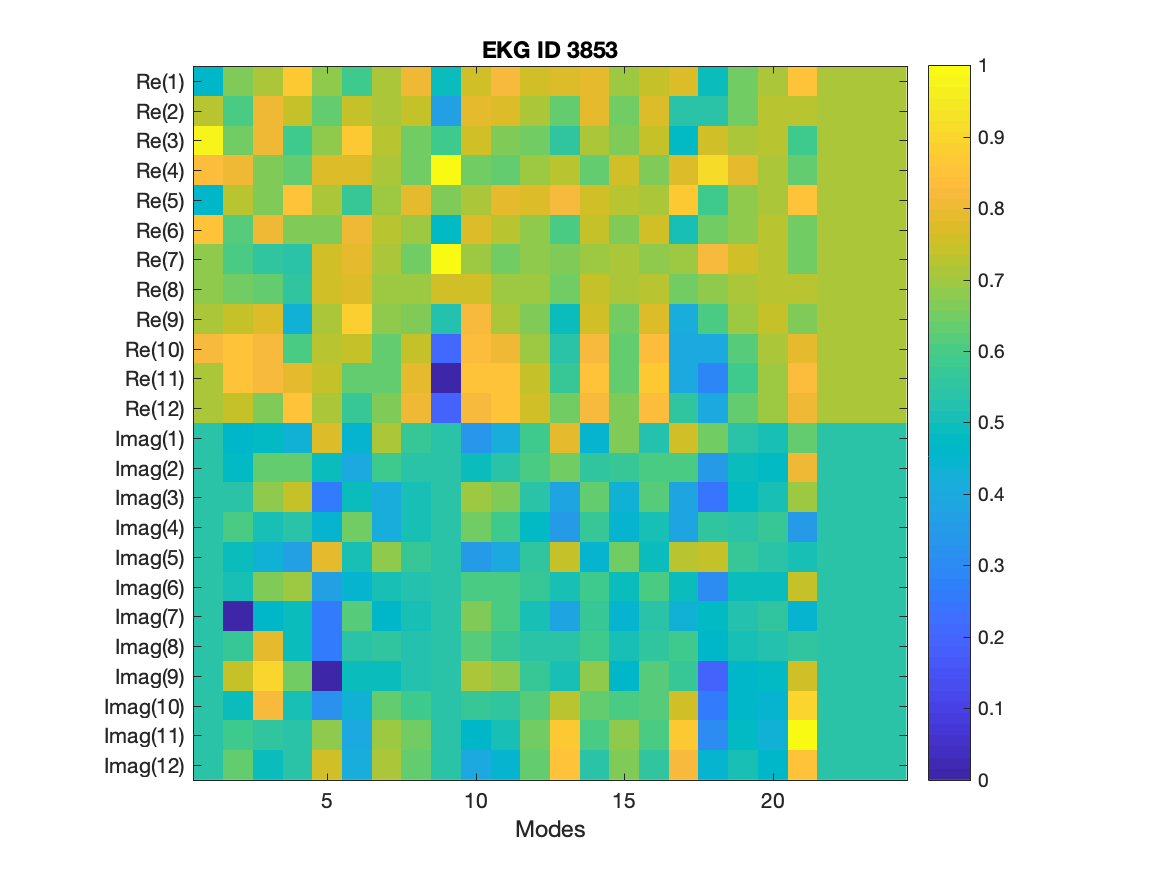 EKG ID 3853
Re(1)
Re(2)
Re(3)
Re(4)
Re(5)
Re(6)
Re(7)
Re(8)
Re(9)
Re(10)
Re(11)
Re(12)
Imag(1)
Imag(2)
Imag(3)
Imag(4)
Imag(5)
Imag(6)
Imag(7)
Imag(8)
Imag(9)
Imag(10)
Imag(11)
Imag(12)
5 10 15 20
Modes
1
0.9
0.8
0.7
0.6
0.5
0.4
0.3
0.2
0.1
0